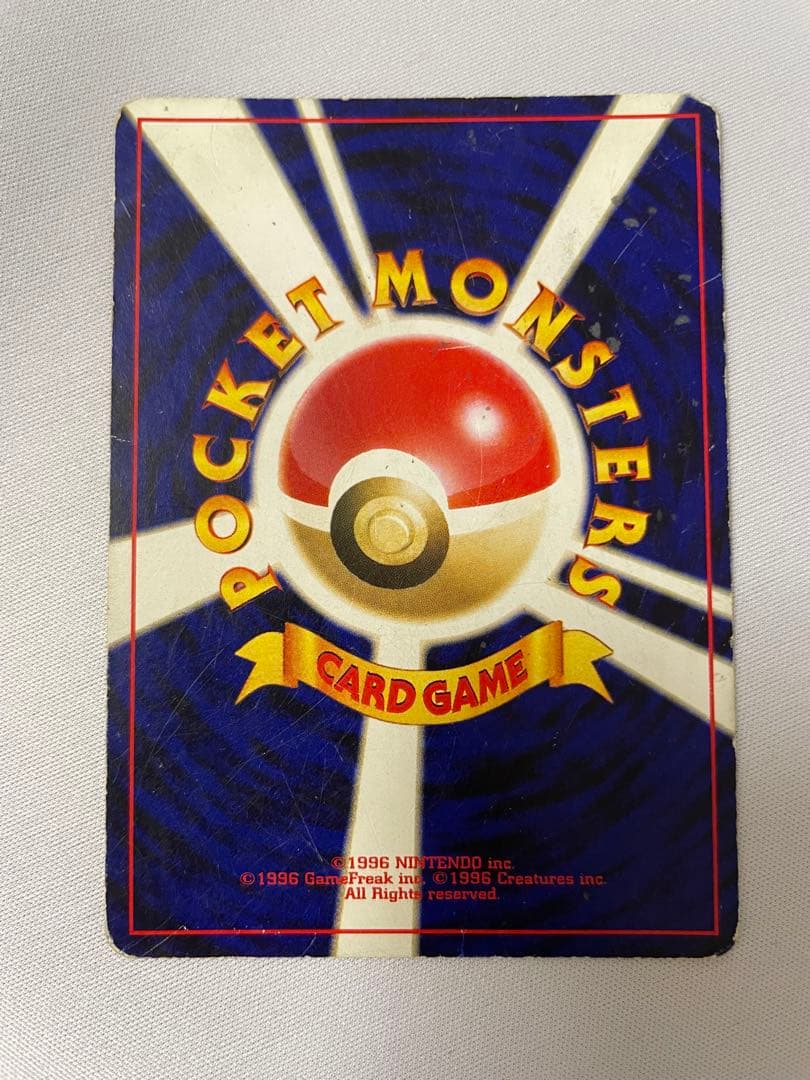 POCKET MONSTERS
CARD GAME
©1996 NINTENDO inc.
©1996 GameFreak inc. ©1996 Creatures inc.
All Rights reserved.